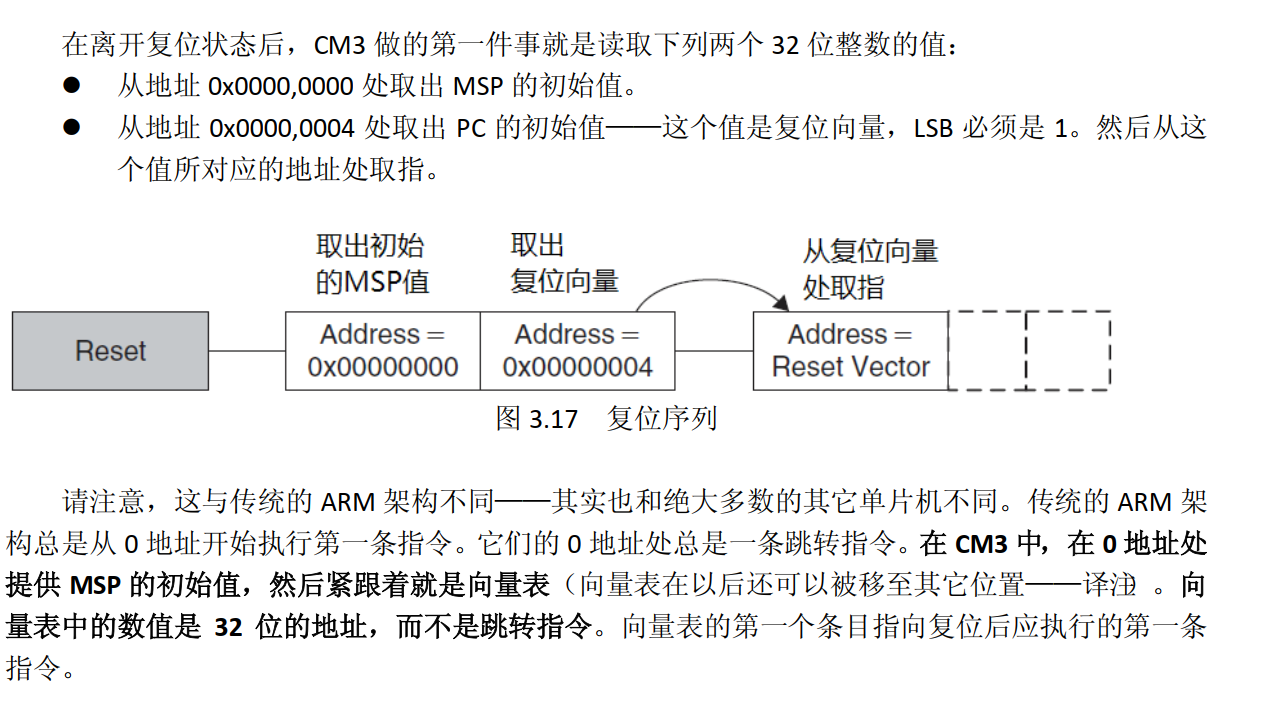 在离开复位状态后，CM3 做的第一件事就是读取下列两个 32 位整数的值：
● 从地址 0x0000,0000 处取出 MSP 的初始值。
● 从地址 0x0000,0004 处取出 PC 的初始值——这个值是复位向量，LSB 必须是 1。然后从这
个值所对应的地址处取指。
取出初始
的MSP值
取出
复位向量
从复位向量
处取指
Reset
Address =
0x00000000
Address =
0x00000004
Address =
Reset Vector
图 3.17 复位序列
请注意，这与传统的 ARM 架构不同——其实也和绝大多数的其它单片机不同。传统的 ARM 架
构总是从 0 地址开始执行第一条指令。它们的 0 地址处总是一条跳转指令。在 CM3 中，在 0 地址处
提供 MSP 的初始值，然后紧跟着就是向量表（向量表在以后还可以被移至其它位置——译注）。向
量表中的数值是 32 位的地址，而不是跳转指令。向量表的第一个条目指向复位后应执行的第一条
指令。